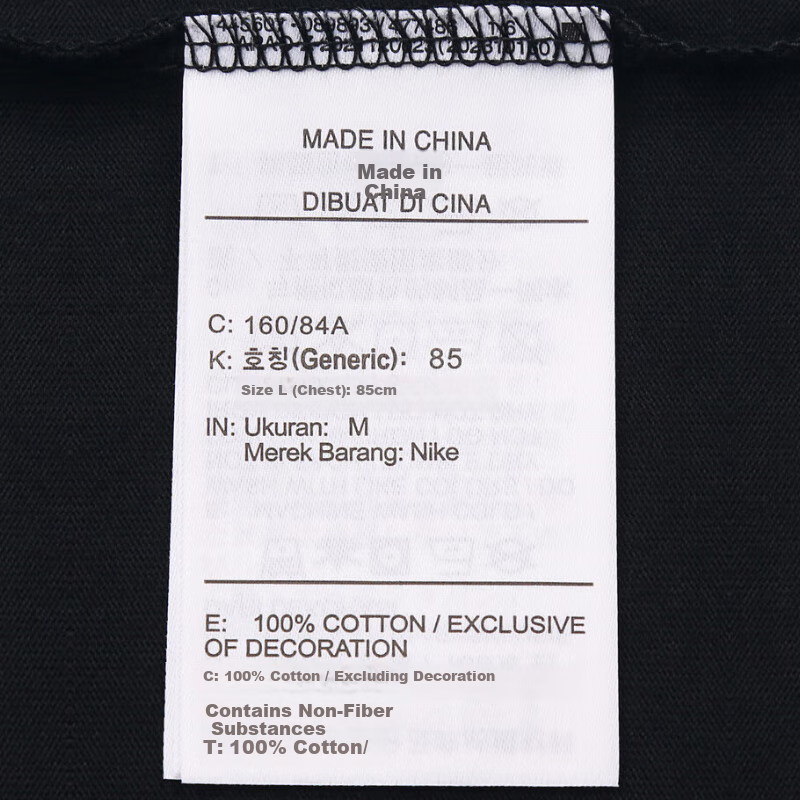 MADE IN CHINA
Made in
China
DIBUAT DI CINA
C: 160/84A
K: 호칭(Generic): 85
Size L (Chest): 85cm
IN: Ukuran: M
Merek Barang: Nike
E: 100% COTTON / EXCLUSIVE
OF DECORATION
C: 100% Cotton / Excluding Decoration
Contains Non-Fiber
Substances
T: 100% Cotton/